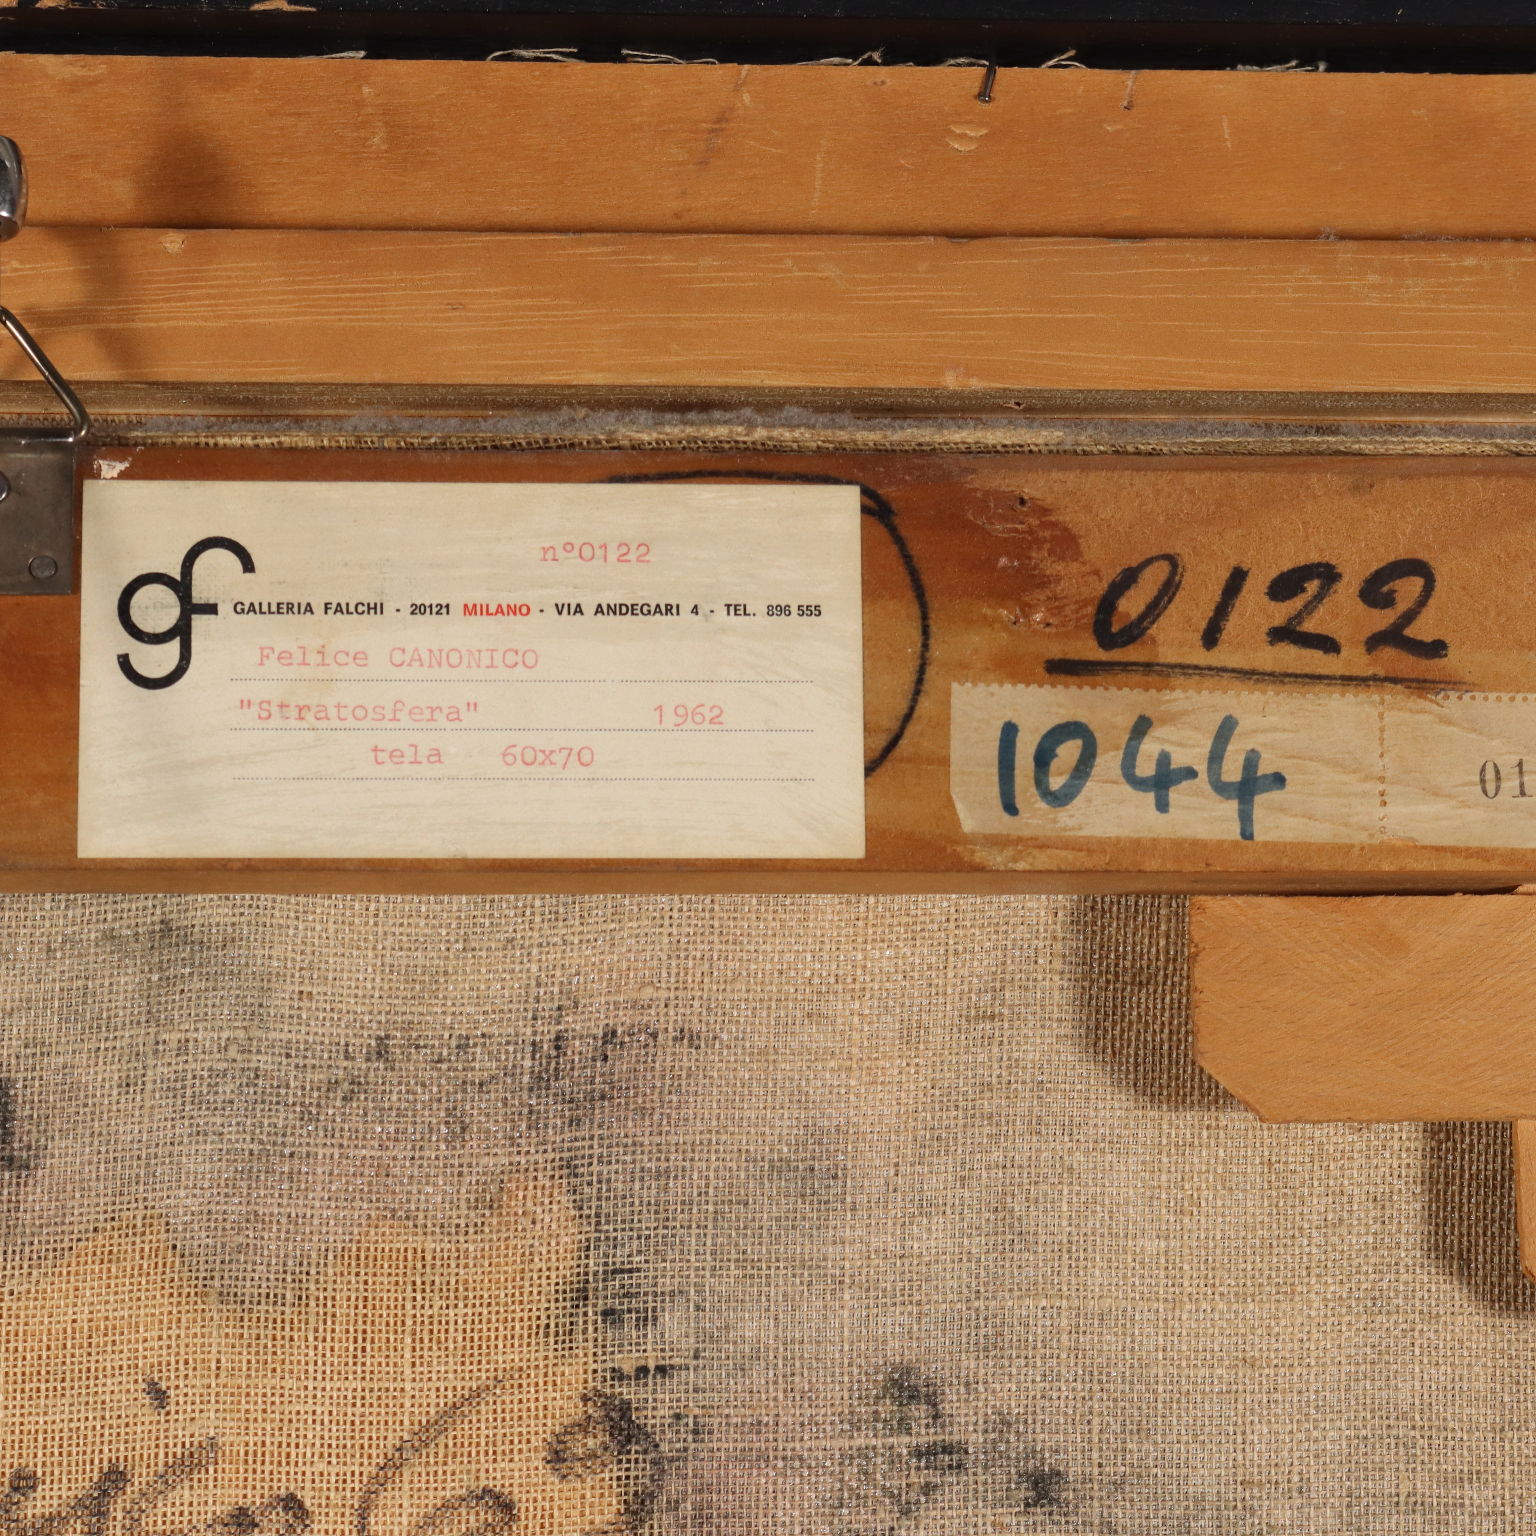 n°0122
gf
GALLERIA FALCHI - 20121 MILANO - VIA ANDEGARI 4 - TEL. 896 555
Felice CANONICO
"Stratosfera" 1962
tela 60x70
0122
1044
01